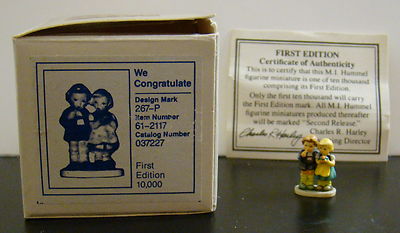 We
Congratulate
Design Mark
267-P
Item Number
61-2117
Catalog Number
037227
First
Edition
10,000
FIRST EDITION
Certificate of Authenticity
This is to certify that this M.I. Hummel
figurine miniature is one of ten thousand
comprising its First Edition.
Only the first ten thousand will carry
the First Edition mark. All M.I. Hummel
figurine miniatures produced thereafter
will be marked "Second Release."
Charles R. Harley
Charles R. Harley
Director